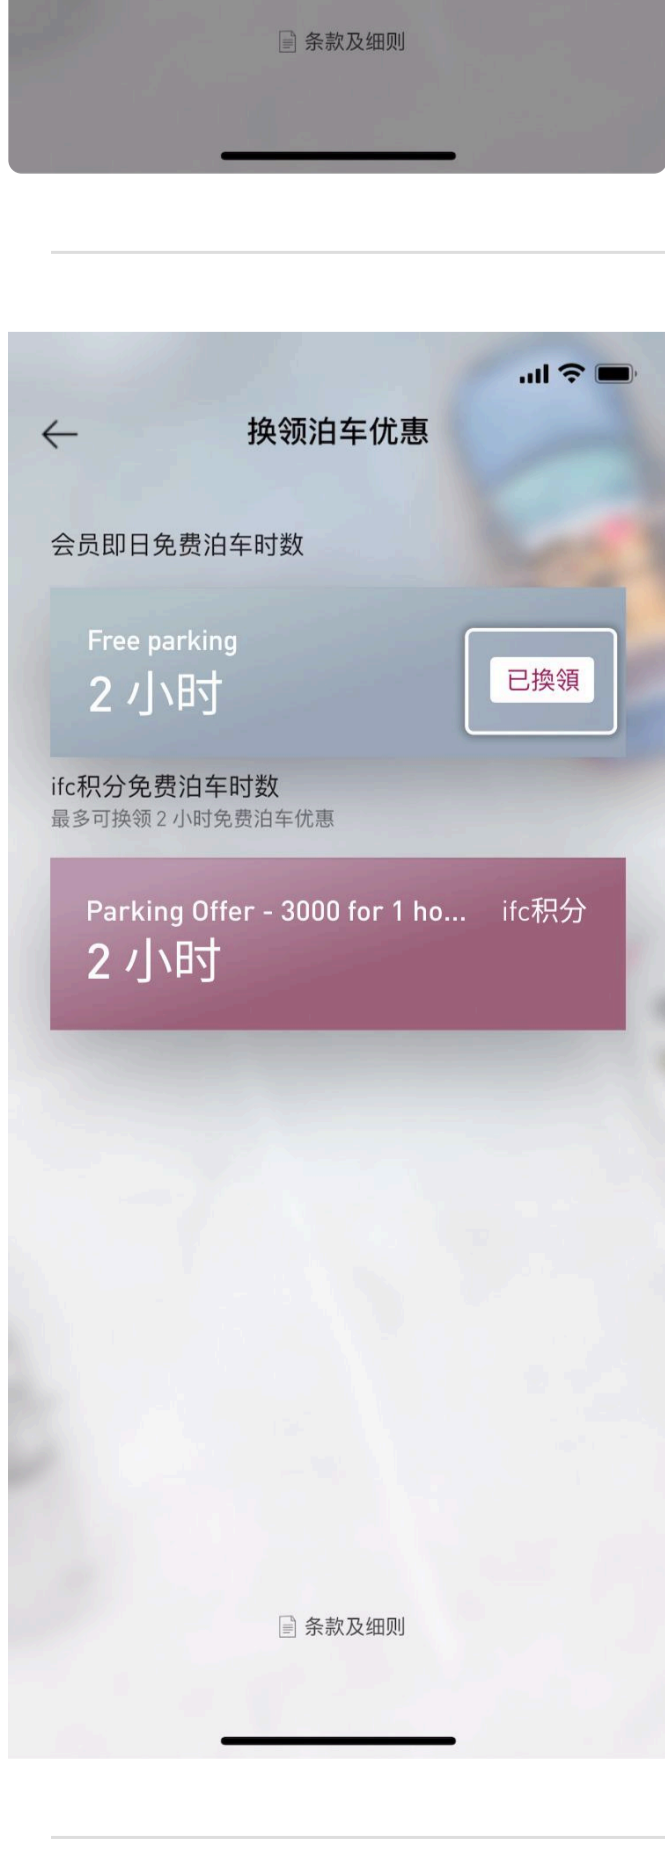 条款及细则
换领泊车优惠
会员即日免费泊车时数
Free parking
2 小时
已換領
ifc积分免费泊车时数
最多可换领 2 小时免费泊车优惠
Parking Offer - 3000 for 1 ho... ifc积分
2 小时
条款及细则